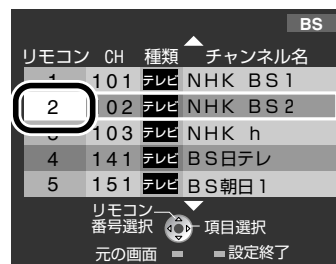 BS
リモコン CH 種類 チャンネル名
1 101 テレビ NHK BS1
2 102 テレビ NHK BS2
3 103 テレビ NHK h
4 141 テレビ BS日テレ
5 151 テレビ BS朝日1
リモコン
番号選択 項目選択
元の画面 設定終了